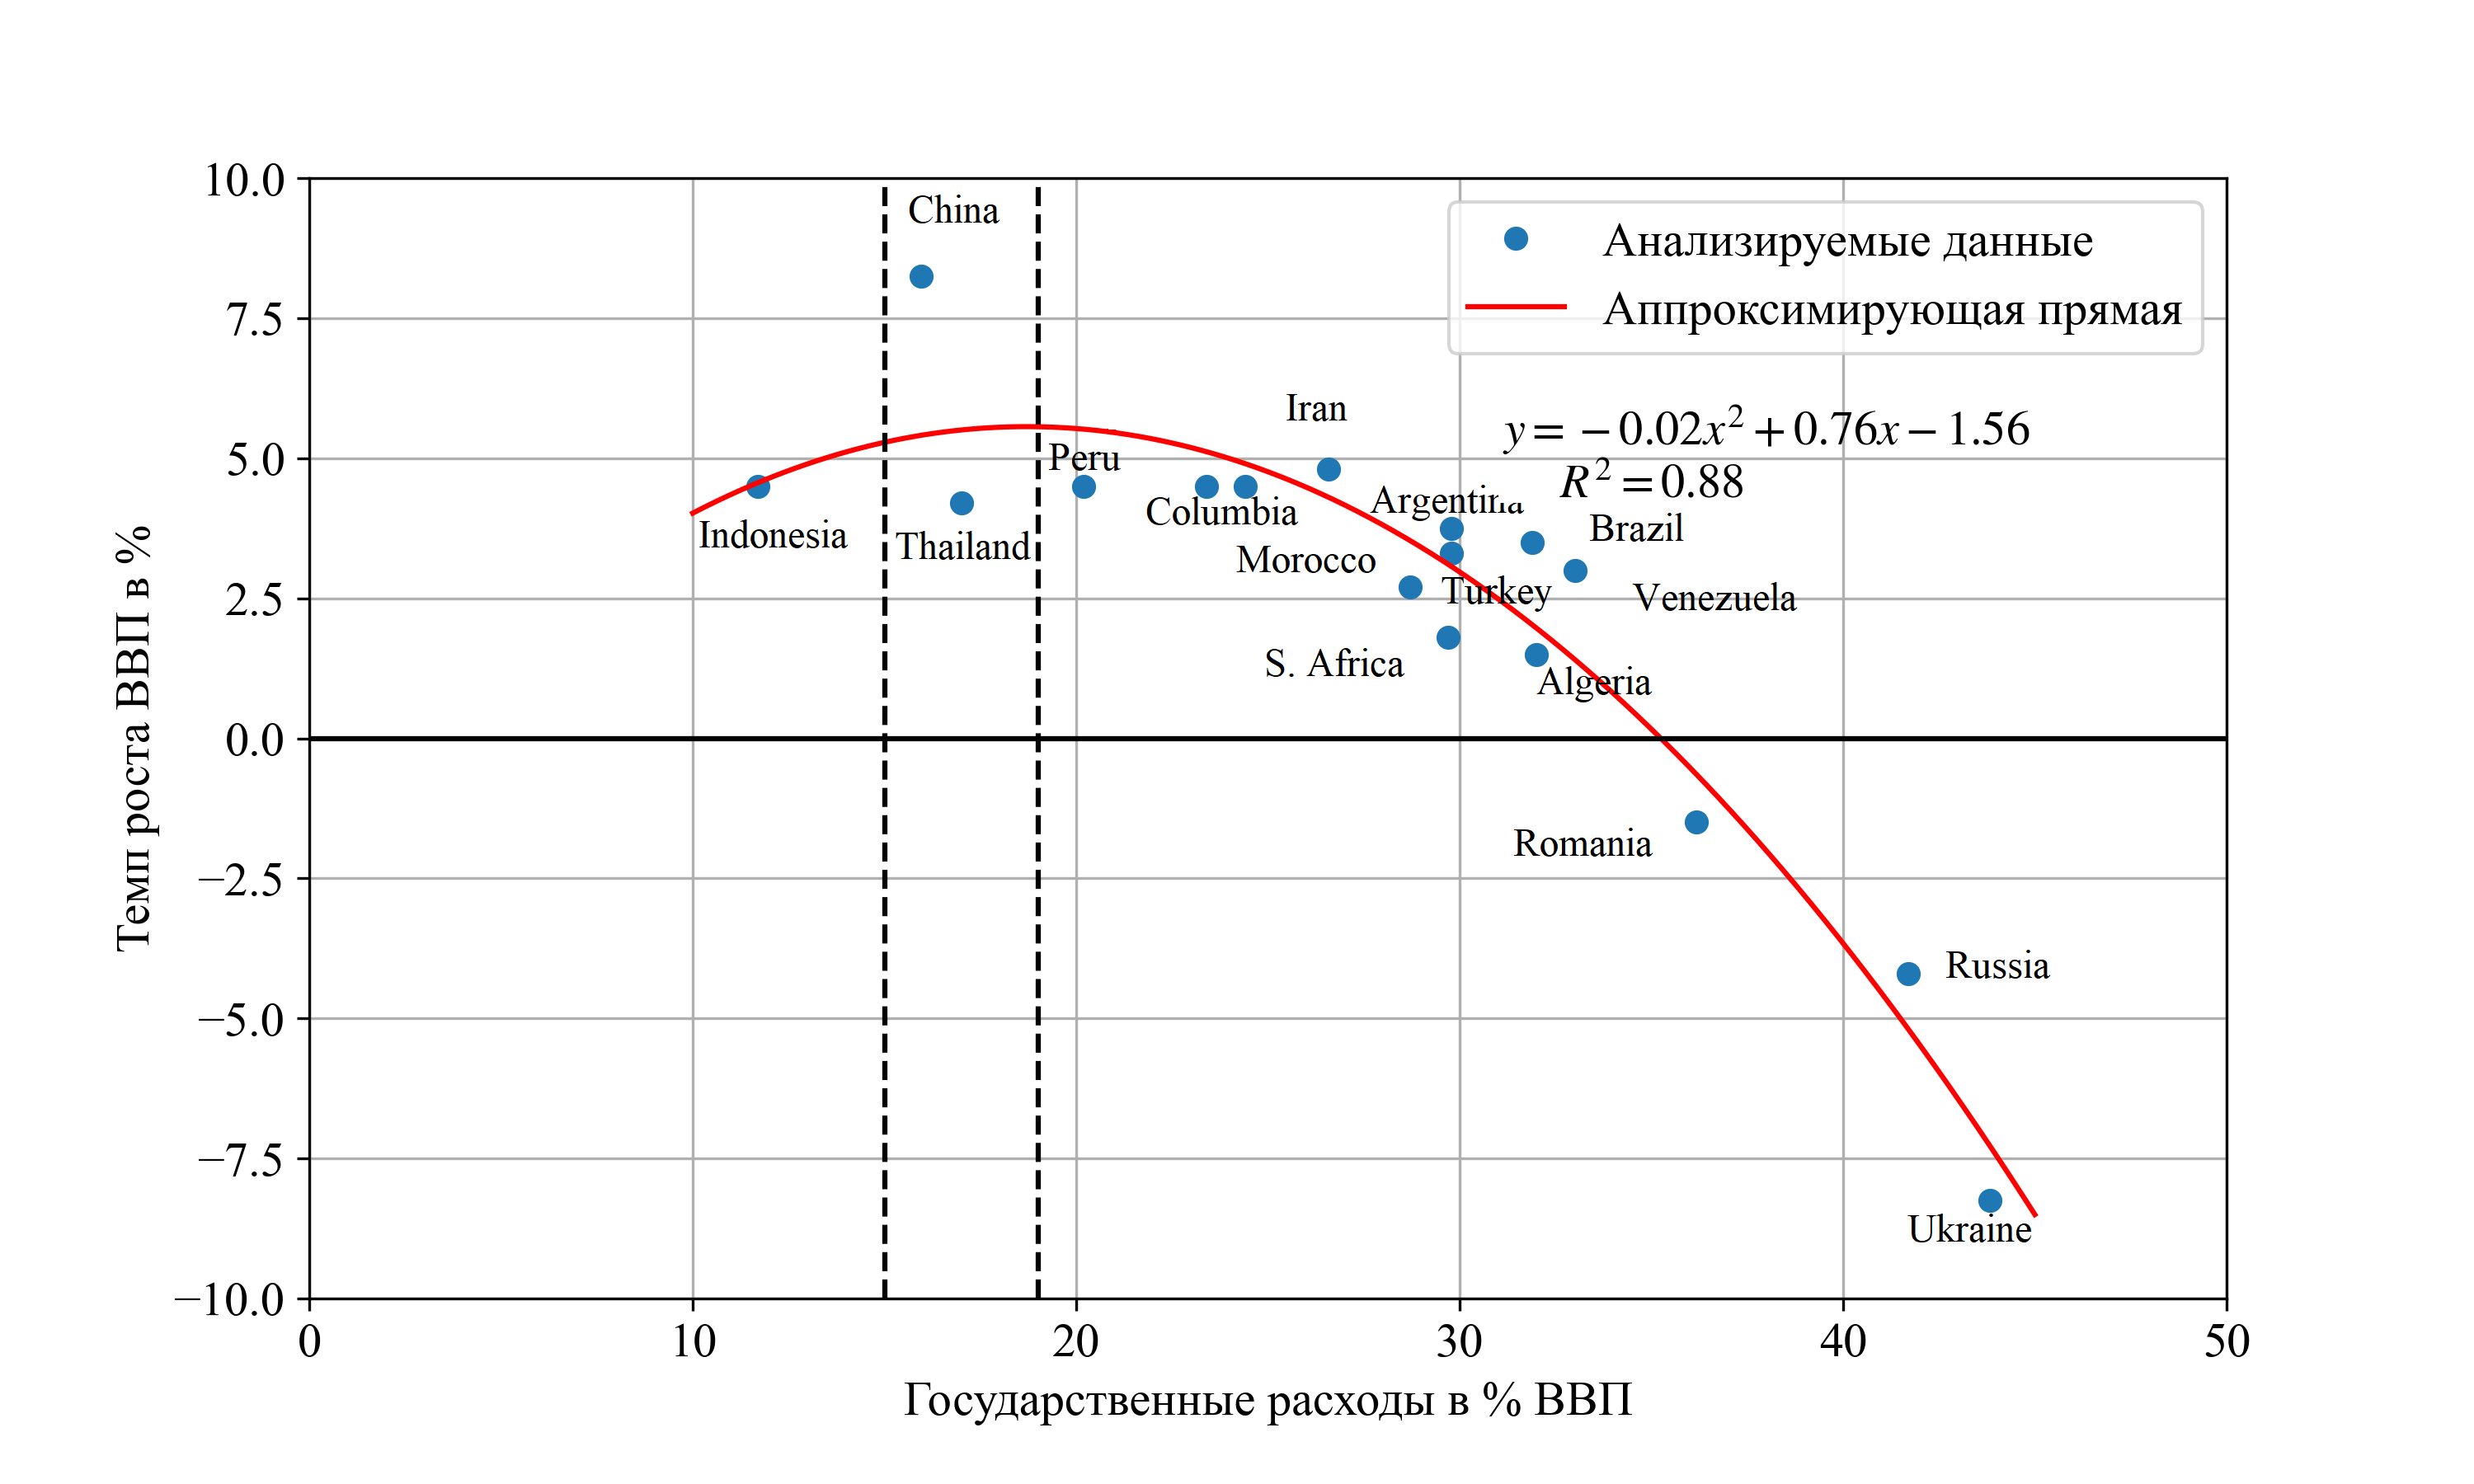 10.0
7.5
5.0
2.5
0.0
−2.5
−5.0
−7.5
−10.0
Темп роста ВВП в %
China
Анализируемые данные
Аппроксимирующая прямая
Iran
y = −0.02x² + 0.76x − 1.56
R² = 0.88
Peru
Columbia
Argentina
Brazil
Indonesia
Thailand
Morocco
Turkey
Venezuela
S. Africa
Algeria
Romania
Russia
Ukraine
0 10 20 30 40 50
Государственные расходы в % ВВП